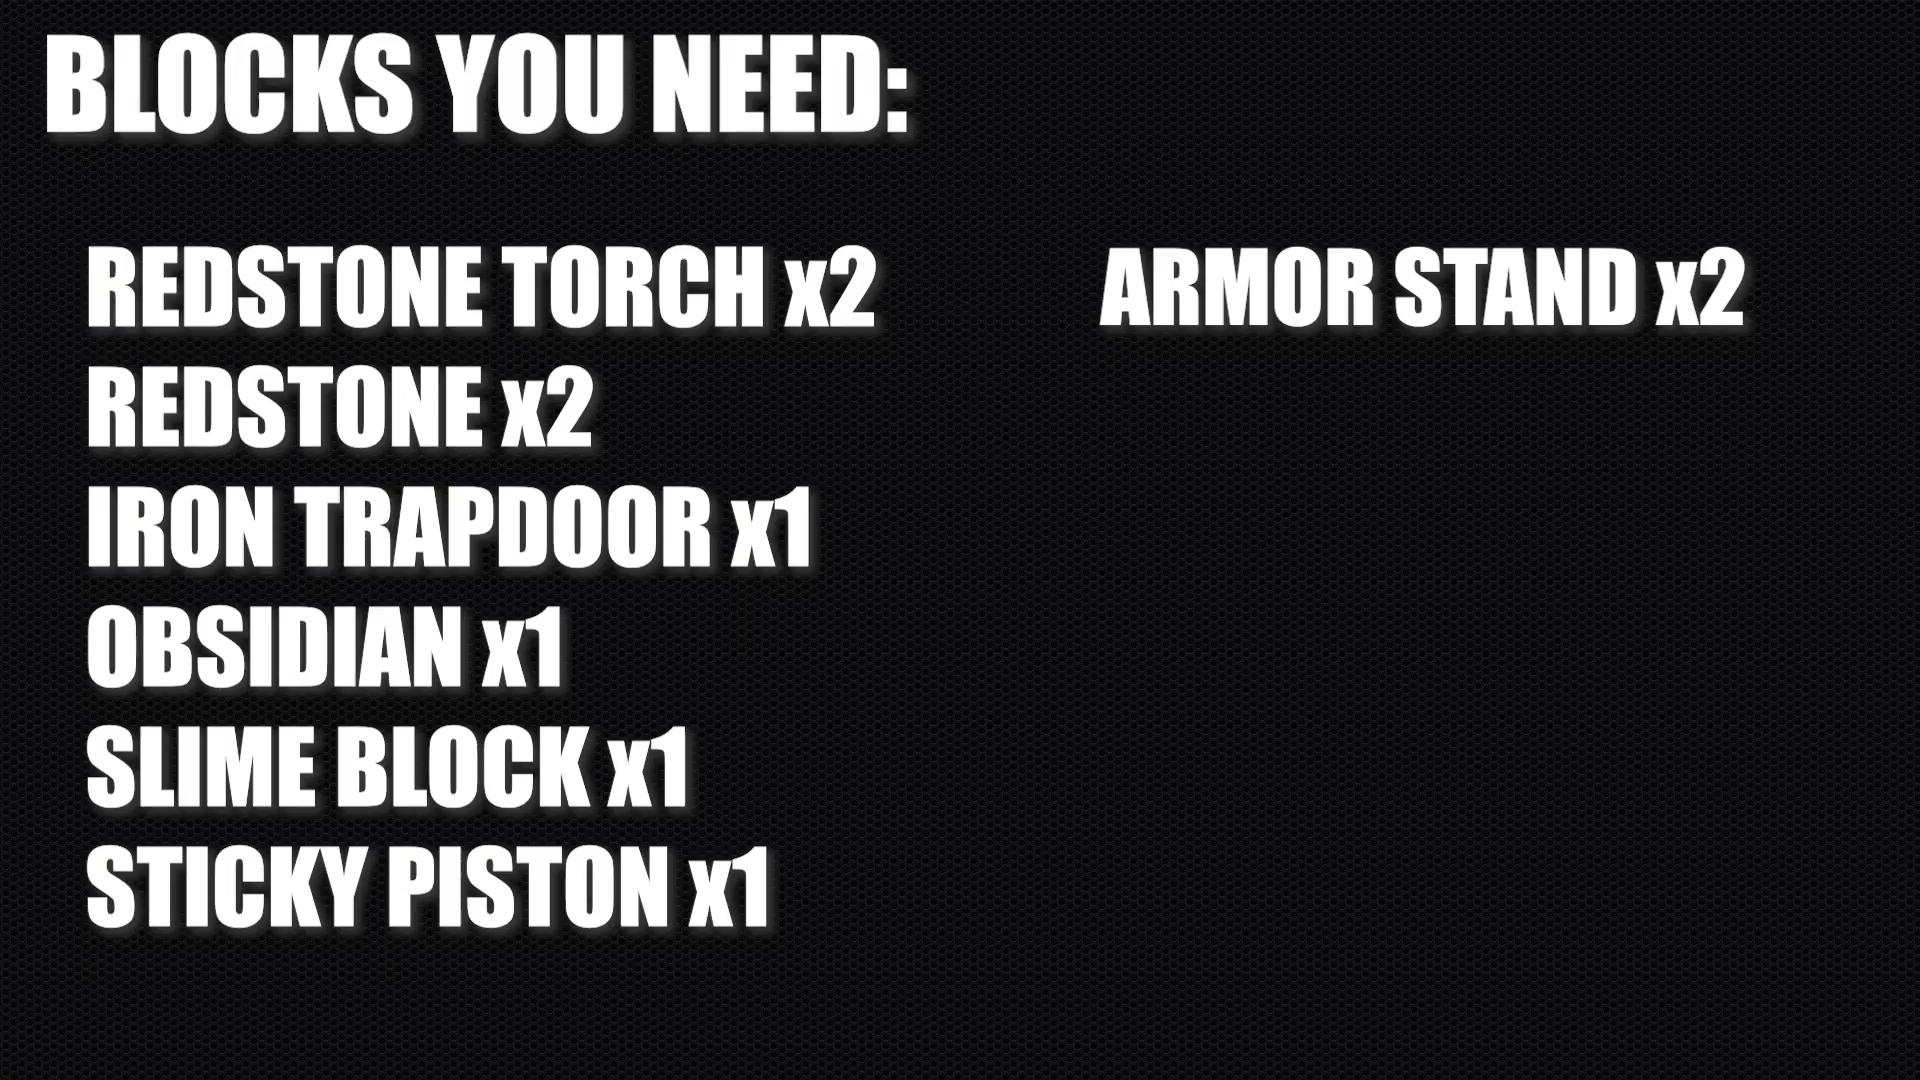 BLOCKS YOU NEED:
REDSTONE TORCH x2
REDSTONE x2
IRON TRAPDOOR x1
OBSIDIAN x1
SLIME BLOCK x1
STICKY PISTON x1
ARMOR STAND x2